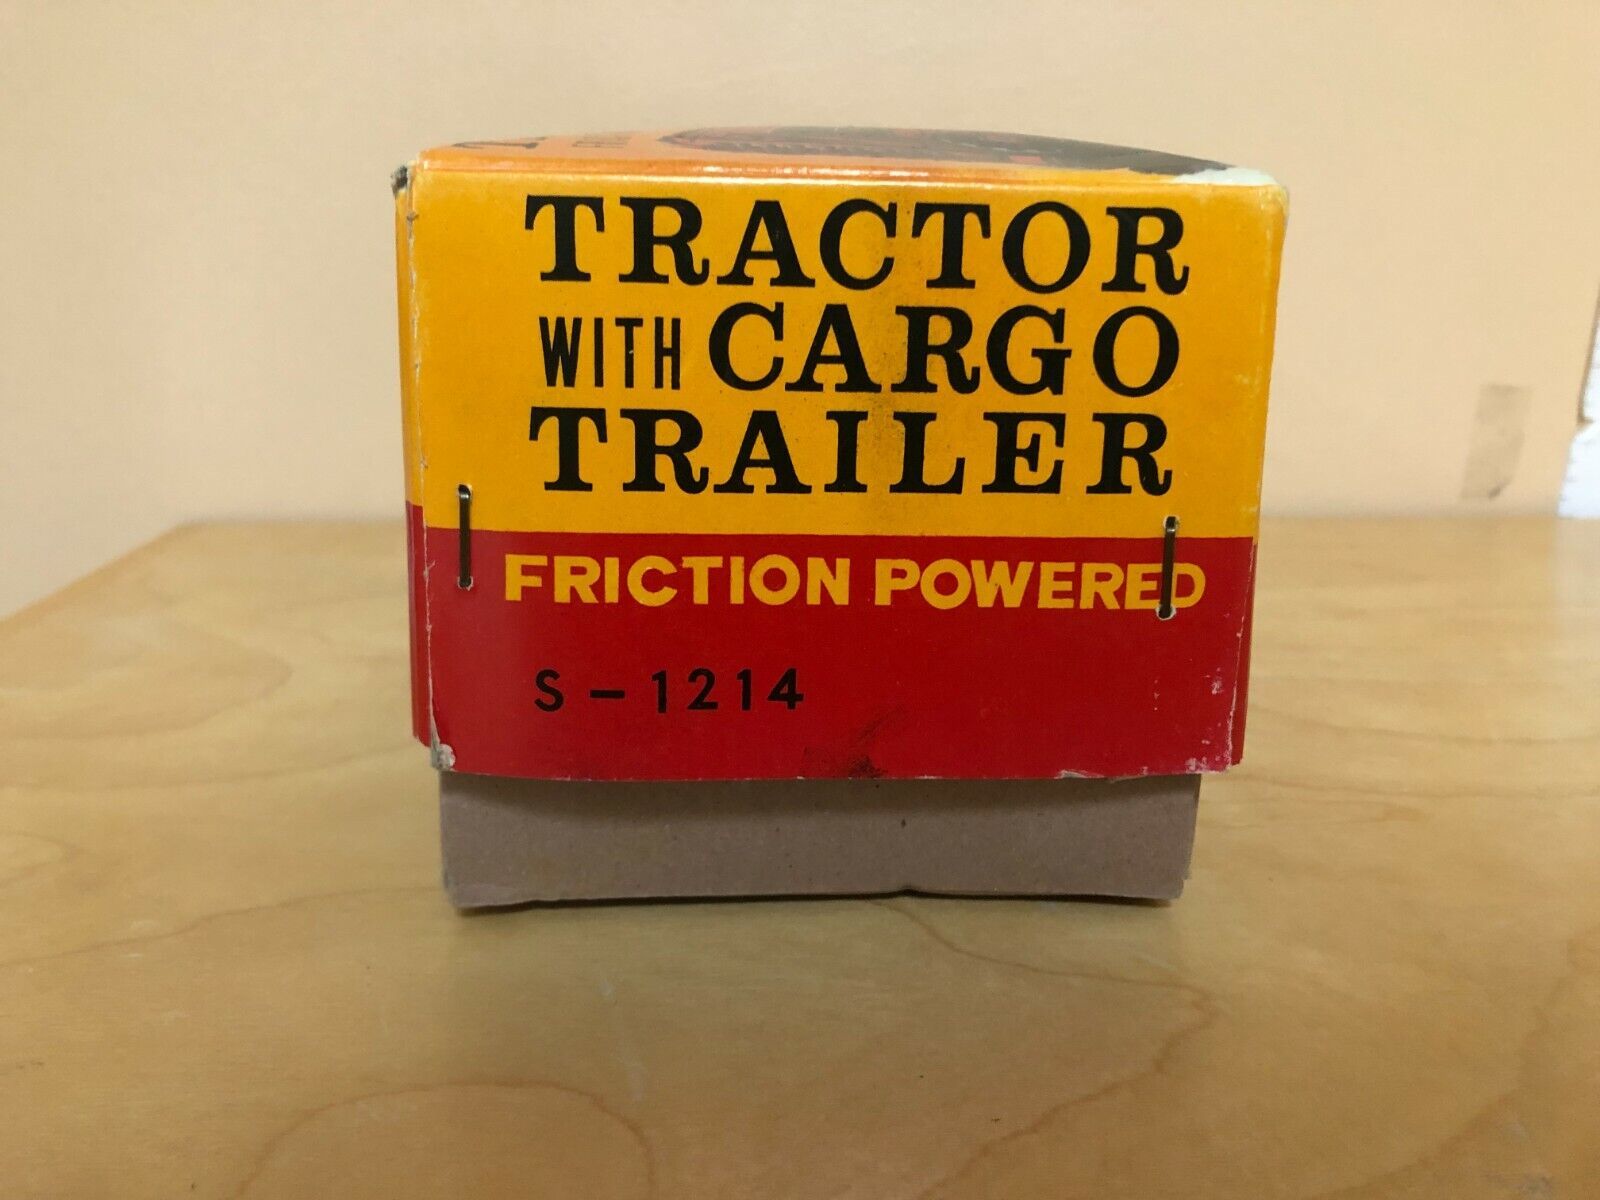 TRACTOR
WITH CARGO
TRAILER
FRICTION POWERED
S-1214